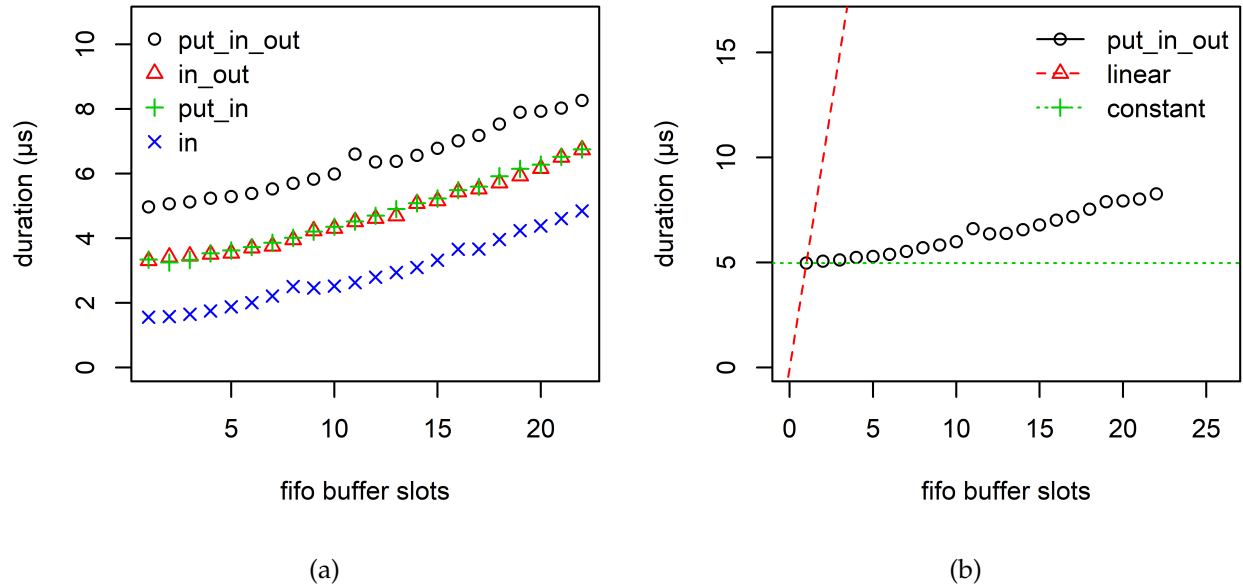 put_in_out
in_out
put_in
in
duration (µs)
0
2
4
6
8
10
5
10
15
20
fifo buffer slots
(a)
put_in_out
linear
constant
duration (µs)
0
5
10
15
0
5
10
15
20
25
fifo buffer slots
(b)